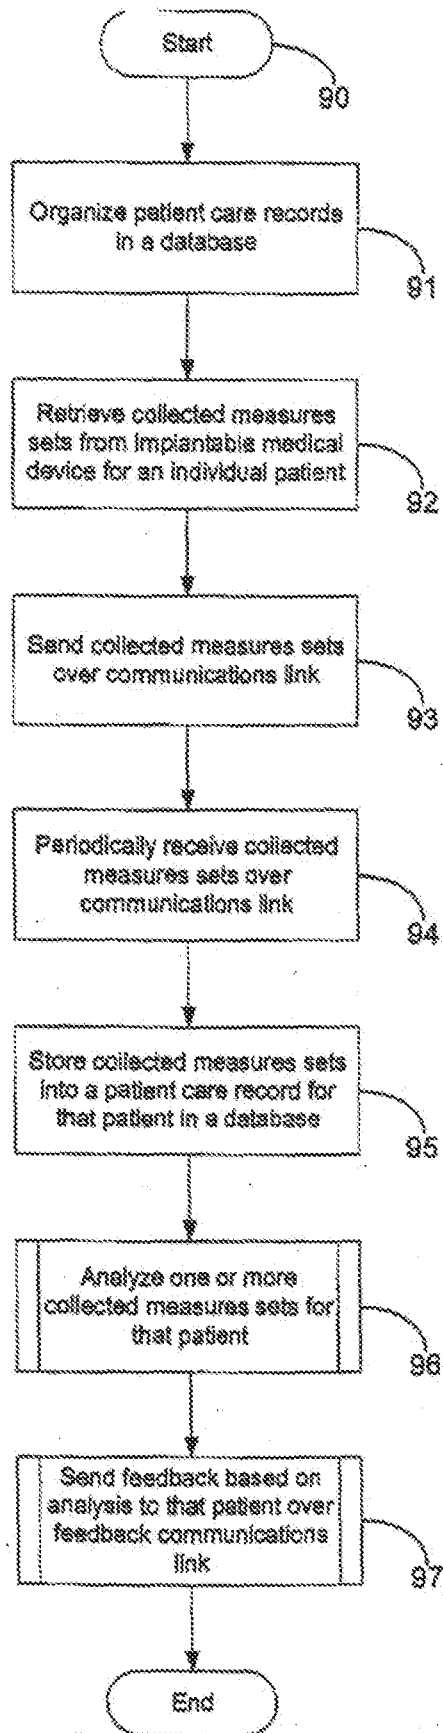 Start
90
Organize patient care records
in a database
91
Retrieve collected measures
sets from implantable medical
device for an individual patient
92
Send collected measures sets
over communications link
93
Periodically receive collected
measures sets over
communications link
94
Store collected measures sets
into a patient care record for
that patient in a database
95
Analyze one or more
collected measures sets for
that patient
96
Send feedback based on
analysis to that patient over
feedback communications
link
97
End